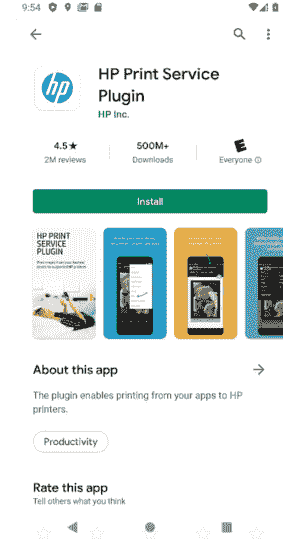 9:54
hp
HP Print Service
Plugin
HP Inc.
4.5★
2M reviews
500M+
Downloads
E
Everyone
Install
HP PRINT
SERVICE
PLUGIN
About this app
The plugin enables printing from your apps to HP
printers.
Productivity
Rate this app
Tell others what you think